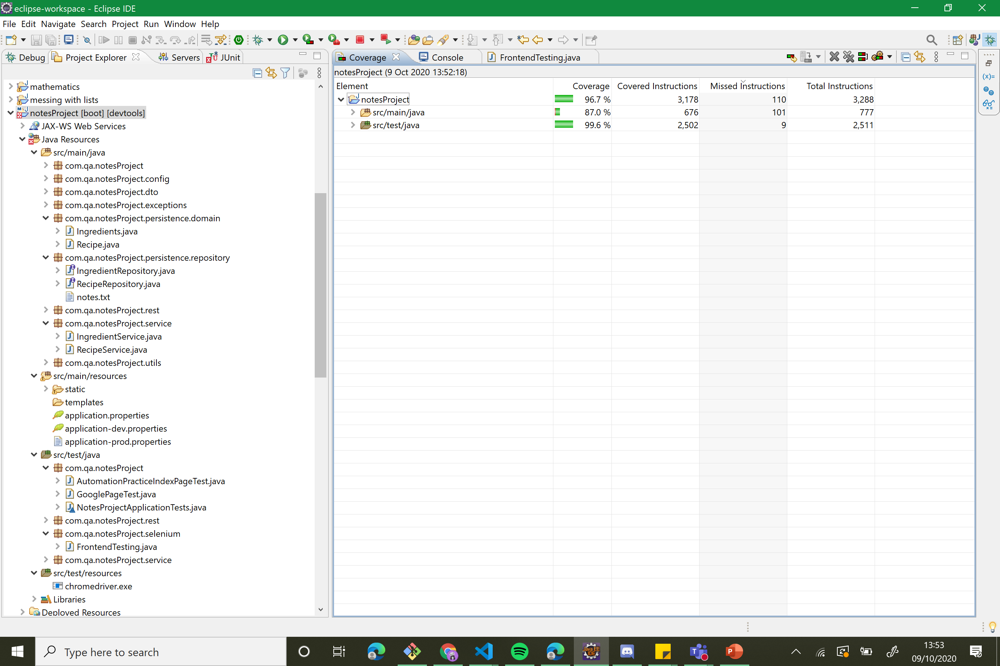 eclipse-workspace - Eclipse IDE
File Edit Navigate Search Project Run Window Help
Debug Project Explorer Servers JUnit
mathematics
messing with lists
notesProject [boot] [devtools]
JAX-WS Web Services
Java Resources
src/main/java
com.qa.notesProject
com.qa.notesProject.config
com.qa.notesProject.dto
com.qa.notesProject.exceptions
com.qa.notesProject.persistence.domain
Ingredients.java
Recipe.java
com.qa.notesProject.persistence.repository
IngredientRepository.java
RecipeRepository.java
notes.txt
com.qa.notesProject.rest
com.qa.notesProject.service
IngredientService.java
RecipeService.java
com.qa.notesProject.utils
src/main/resources
static
templates
application.properties
application-dev.properties
application-prod.properties
src/test/java
com.qa.notesProject
AutomationPracticeIndexPageTest.java
GooglePageTest.java
NotesProjectApplicationTests.java
com.qa.notesProject.rest
com.qa.notesProject.selenium
FrontendTesting.java
com.qa.notesProject.service
src/test/resources
chromedriver.exe
Libraries
Deployed Resources
Coverage Console FrontendTesting.java
notesProject (9 Oct 2020 13:52:18)
Element Coverage Covered Instructions Missed Instructions Total Instructions
notesProject 96.7 % 3,178 110 3,288
src/main/java 87.0 % 676 101 777
src/test/java 99.6 % 2,502 9 2,511
(x)=
Type here to search
Java EE
IDE
13:53
09/10/2020